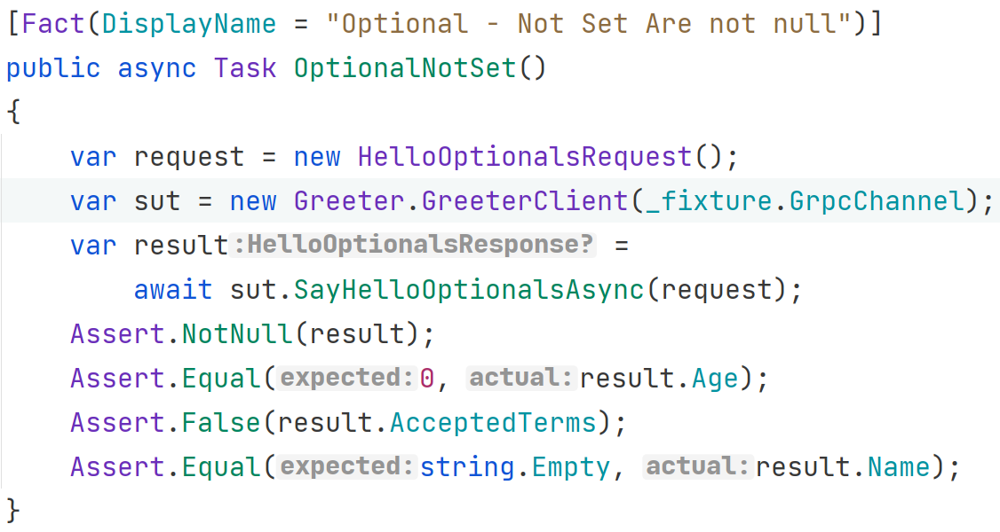 [Fact(DisplayName = "Optional - Not Set Are not null")]
public async Task OptionalNotSet()
{
    var request = new HelloOptionalsRequest();
    var sut = new Greeter.GreeterClient(_fixture.GrpcChannel);
    var result :HelloOptionalsResponse? =
        await sut.SayHelloOptionalsAsync(request);
    Assert.NotNull(result);
    Assert.Equal(expected: 0, actual: result.Age);
    Assert.False(result.AcceptedTerms);
    Assert.Equal(expected: string.Empty, actual: result.Name);
}